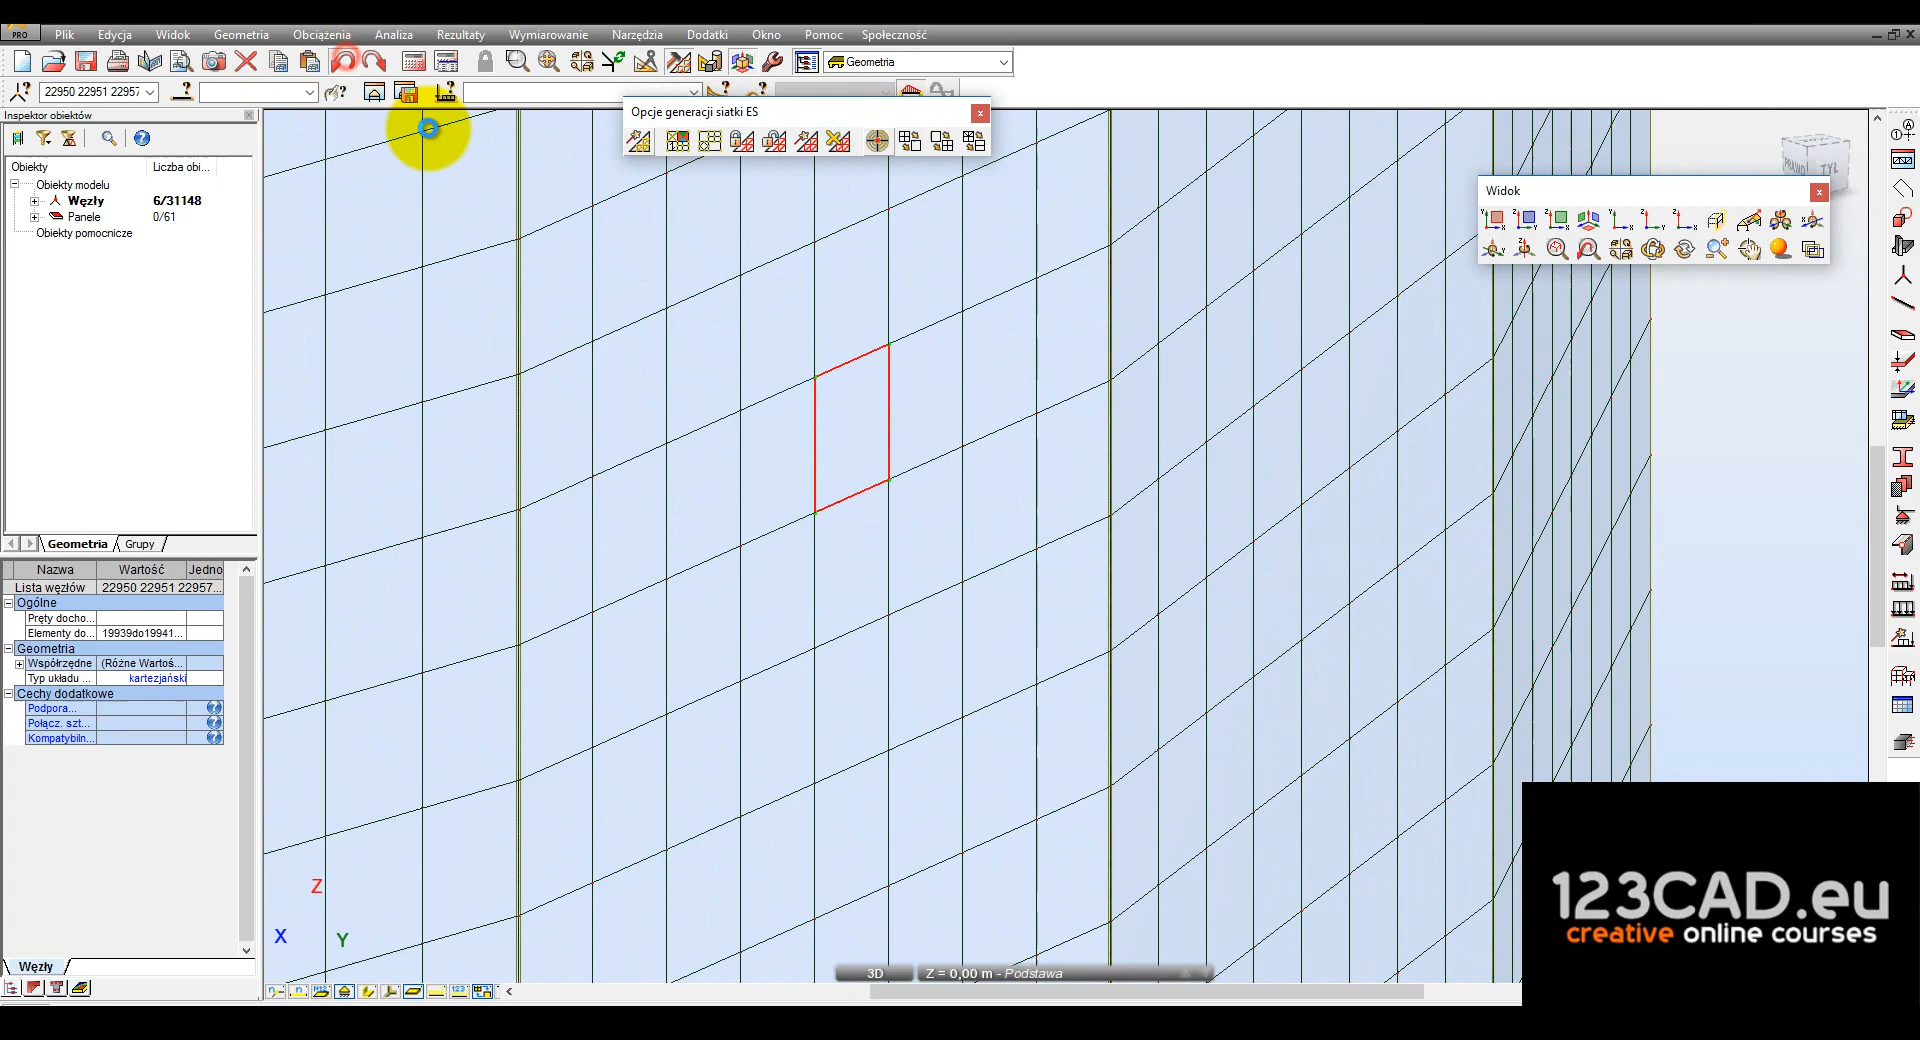 PRO Plik Edycja Widok Geometria Obciążenia Analiza Rezultaty Wymiarowanie Narzędzia Dodatki Okno Pomoc Społeczność
Geometria
22950 22951 22957
Inspektor obiektów
Opcje generacji siatki ES
Obiekty Liczba obi...
Obiekty modelu
Węzły 6/31148
Panele 0/61
Obiekty pomocnicze
Widok
TYL
Geometria Grupy
Nazwa Wartość Jedno
Lista węzłów 22950 22951 22957...
Ogólne
Pręty docho...
Elementy do... 19939do19941...
Geometria
Współrzędne (Różne Wartoś...
Typ układu ... kartezjański
Cechy dodatkowe
Podpora...
Połącz. szt...
Kompatybiln...
Z
X Y
Węzły
3D Z = 0,00 m - Podstawa
123CAD.eu
creative online courses